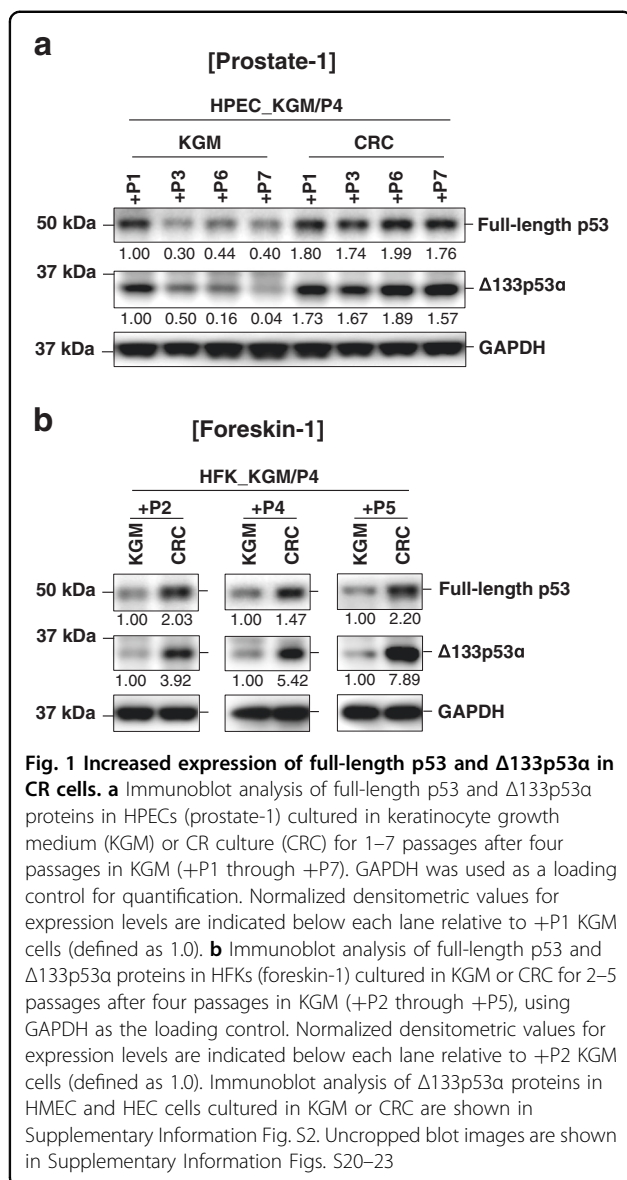 a
[Prostate-1]
HPEC_KGM/P4
KGM CRC
+P1 +P3 +P6 +P7 +P1 +P3 +P6 +P7
50 kDa Full-length p53
1.00 0.30 0.44 0.40 1.80 1.74 1.99 1.76
37 kDa Δ133p53α
1.00 0.50 0.16 0.04 1.73 1.67 1.89 1.57
37 kDa GAPDH
b
[Foreskin-1]
HFK_KGM/P4
+P2 +P4 +P5
KGM CRC KGM CRC KGM CRC
50 kDa Full-length p53
1.00 2.03 1.00 1.47 1.00 2.20
37 kDa Δ133p53α
1.00 3.92 1.00 5.42 1.00 7.89
37 kDa GAPDH
Fig. 1 Increased expression of full-length p53 and Δ133p53α in
CR cells. a Immunoblot analysis of full-length p53 and Δ133p53α
proteins in HPECs (prostate-1) cultured in keratinocyte growth
medium (KGM) or CR culture (CRC) for 1–7 passages after four
passages in KGM (+P1 through +P7). GAPDH was used as a loading
control for quantification. Normalized densitometric values for
expression levels are indicated below each lane relative to +P1 KGM
cells (defined as 1.0). b Immunoblot analysis of full-length p53 and
Δ133p53α proteins in HFKs (foreskin-1) cultured in KGM or CRC for 2–5
passages after four passages in KGM (+P2 through +P5), using
GAPDH as the loading control. Normalized densitometric values for
expression levels are indicated below each lane relative to +P2 KGM
cells (defined as 1.0). Immunoblot analysis of Δ133p53α proteins in
HMEC and HEC cells cultured in KGM or CRC are shown in
Supplementary Information Fig. S2. Uncropped blot images are shown
in Supplementary Information Figs. S20–23